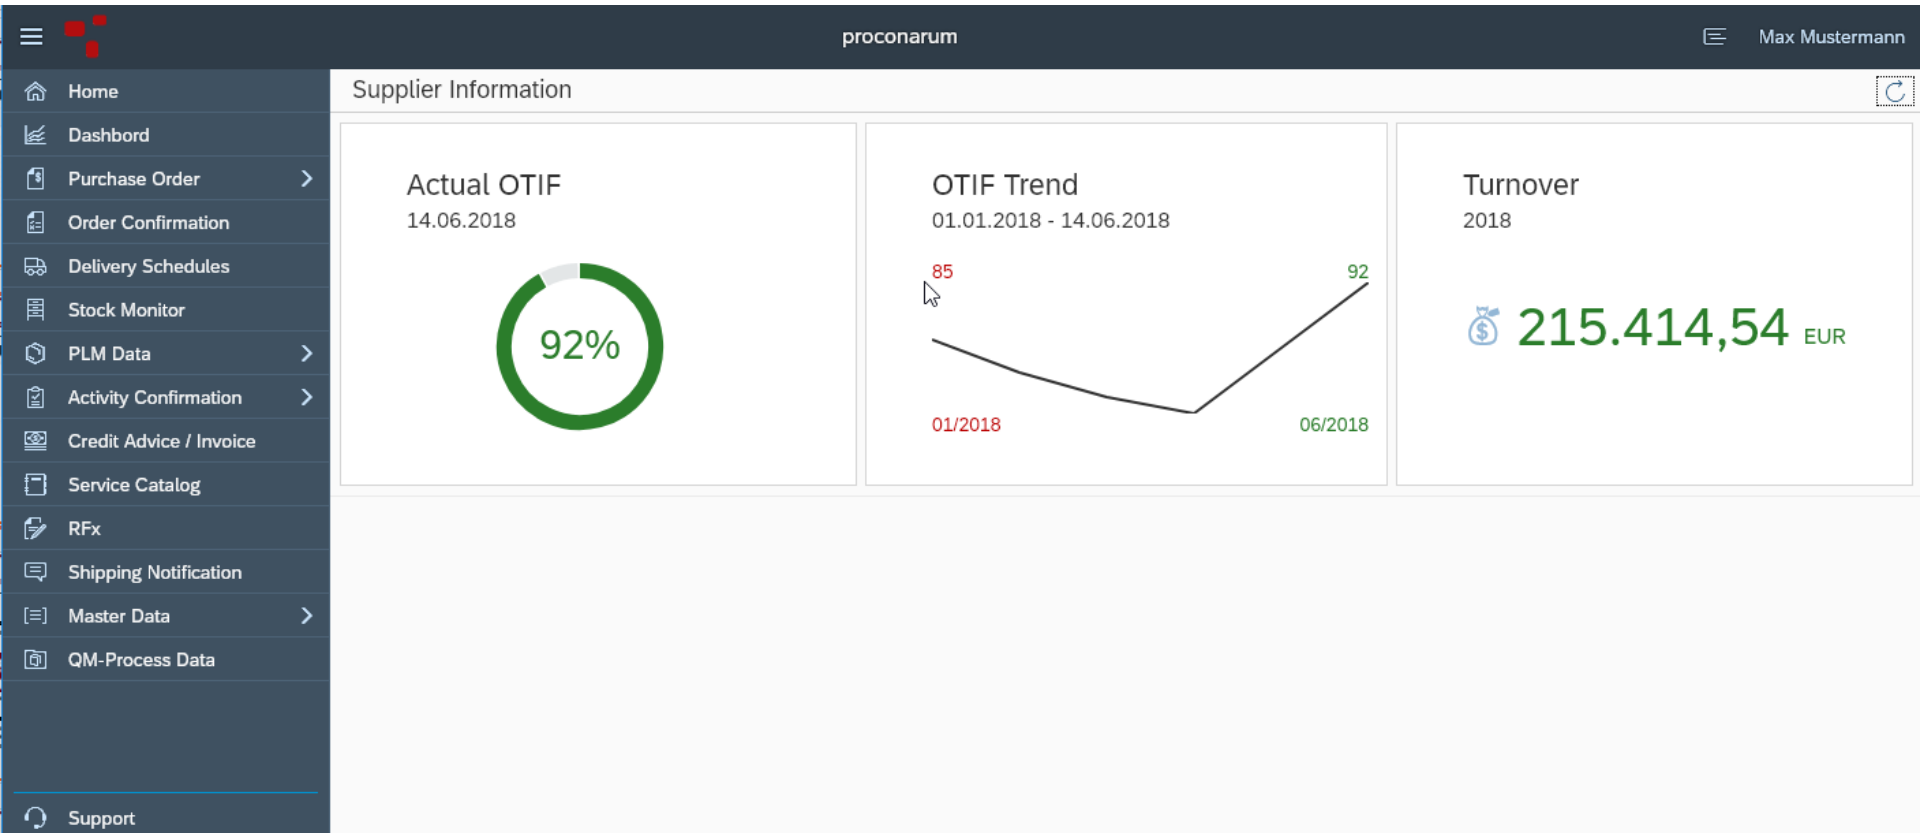 proconarum
Max Mustermann
Home
Dashbord
Purchase Order
Order Confirmation
Delivery Schedules
Stock Monitor
PLM Data
Activity Confirmation
Credit Advice / Invoice
Service Catalog
RFx
Shipping Notification
Master Data
QM-Process Data
Support
Supplier Information
Actual OTIF
14.06.2018
92%
OTIF Trend
01.01.2018 - 14.06.2018
85
92
01/2018
06/2018
Turnover
2018
215.414,54 EUR